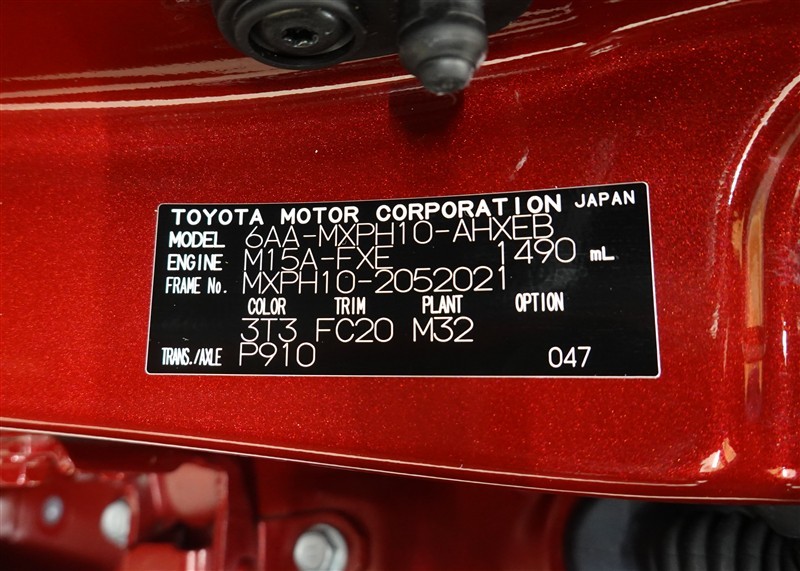 TOYOTA MOTOR CORPORATION JAPAN
MODEL 6AA-MXPH10-AHXEB
ENGINE M15A-FXE 1490 mL
FRAME No. MXPH10-2052021
COLOR TRIM PLANT OPTION
3T3 FC20 M32
TRANS./AXLE P910 047